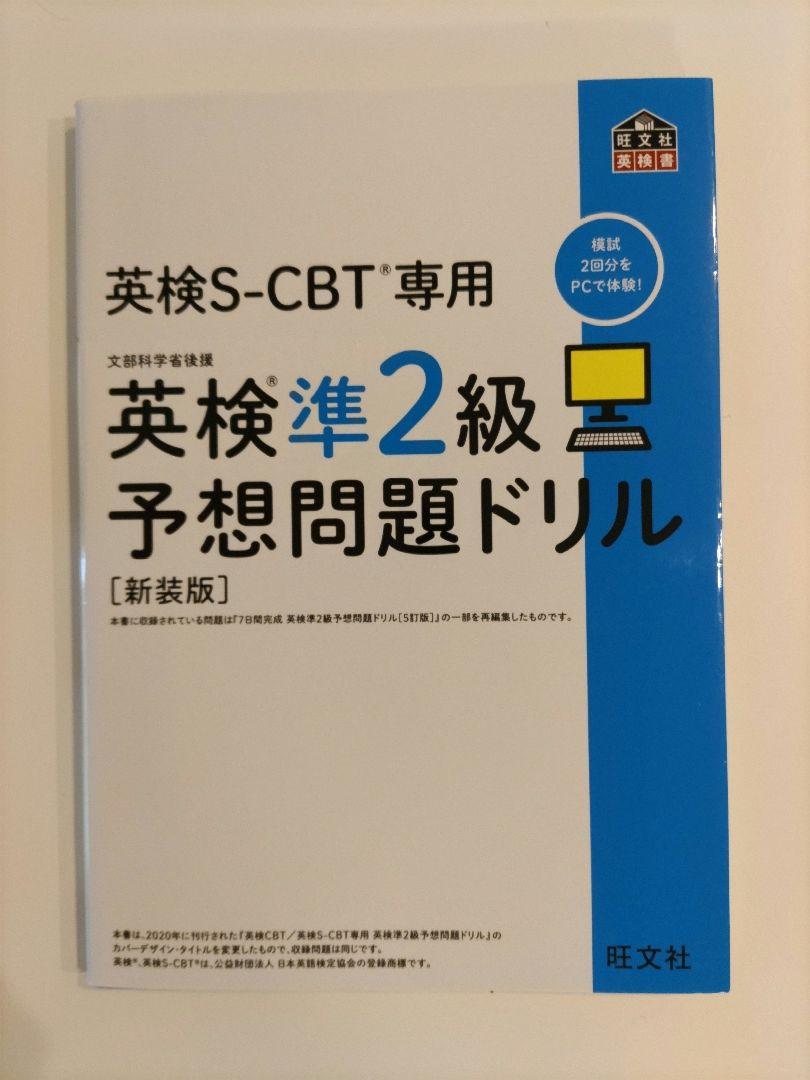 旺文社
英検書
模試
2回分を
PCで体験!
英検S-CBT®専用
文部科学省後援
英検®準2級
予想問題ドリル
[新装版]
本書に収録されている問題は『7日間完成 英検準2級予想問題ドリル[5訂版]』の一部を再編集したものです。
本書は、2020年に刊行された『英検CBT/英検S-CBT専用 英検準2級予想問題ドリル』の
カバーデザイン・タイトルを変更したもので、収録問題は同じです。
英検®、英検S-CBT®は、公益財団法人 日本英語検定協会の登録商標です。
旺文社